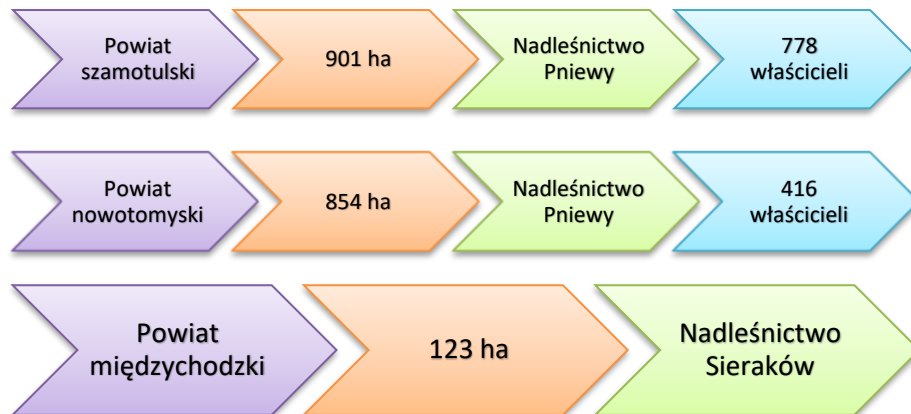 Powiat
szamotulski
901 ha
Nadleśnictwo
Pniewy
778
właścicieli
Powiat
nowotomyski
854 ha
Nadleśnictwo
Pniewy
416
właścicieli
Powiat
międzychodzki
123 ha
Nadleśnictwo
Sieraków